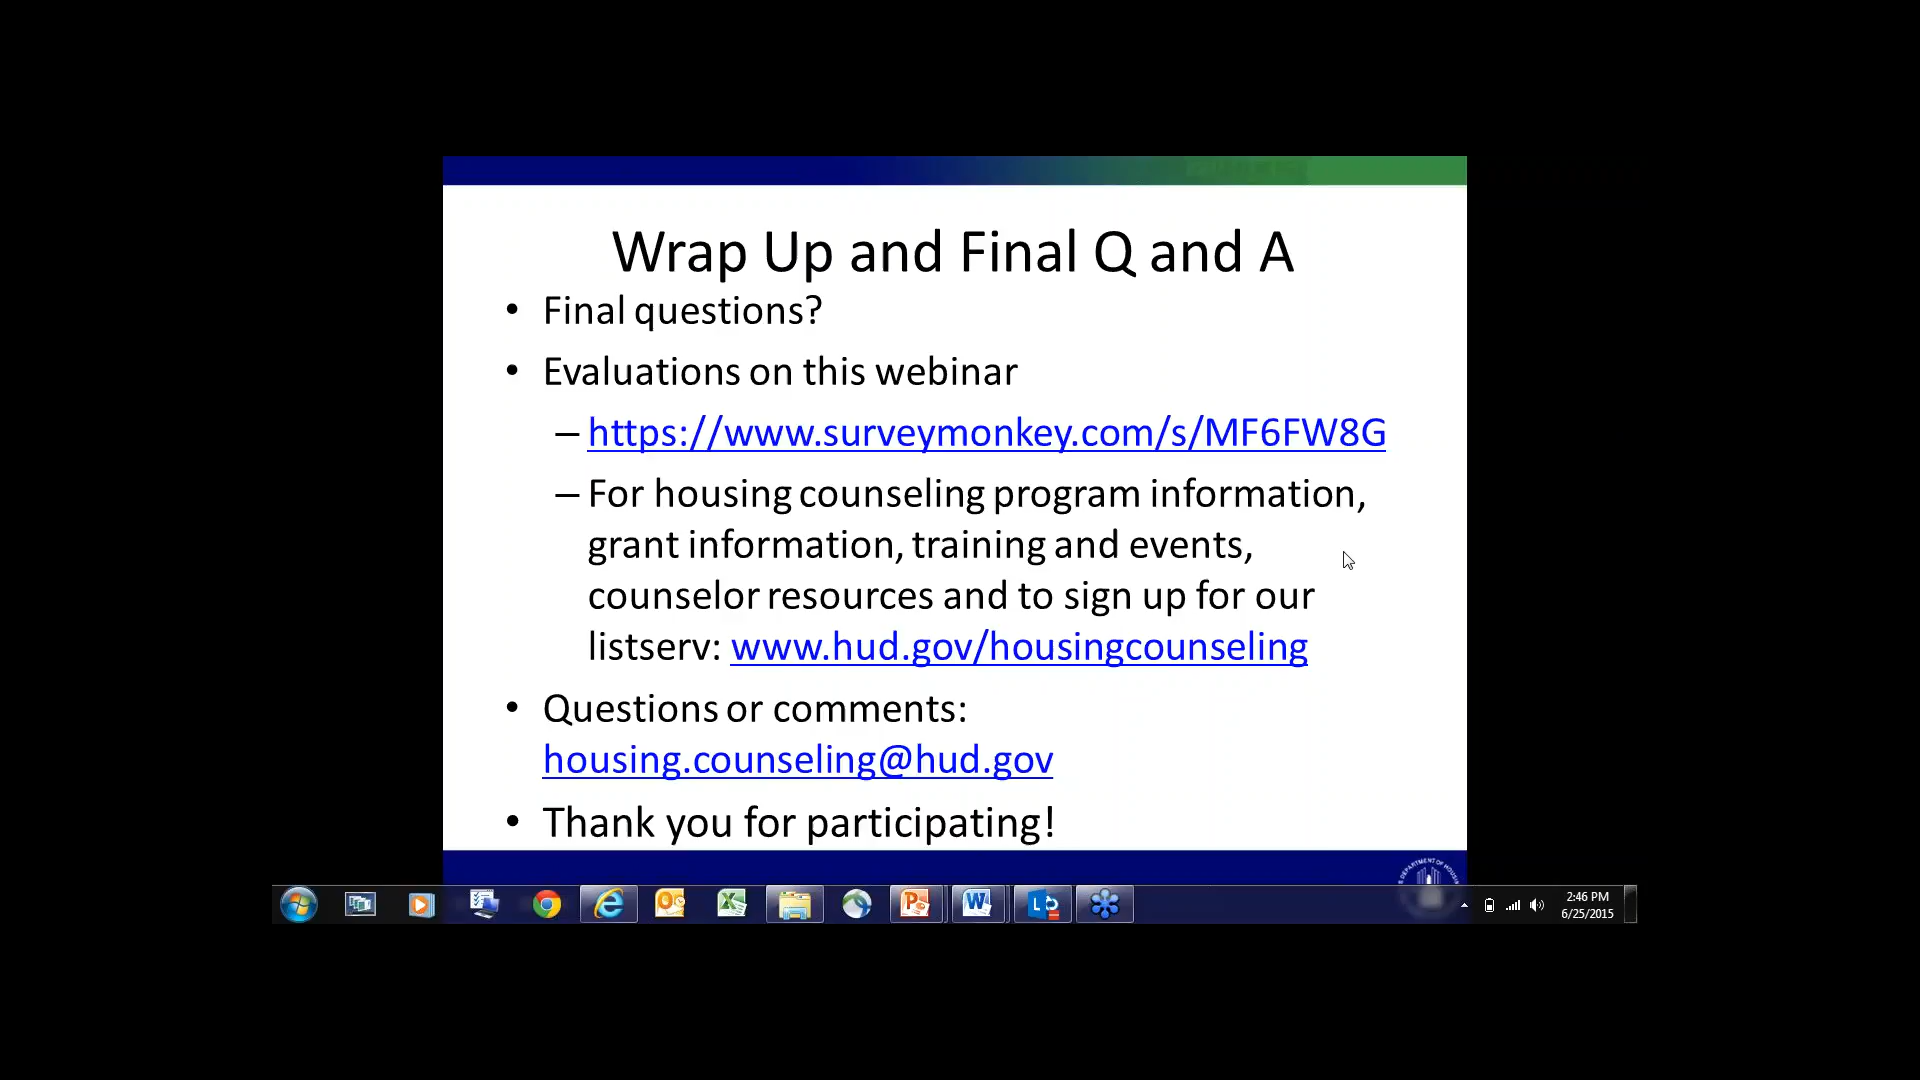 Wrap Up and Final Q and A
• Final questions?
• Evaluations on this webinar
– https://www.surveymonkey.com/s/MF6FW8G
– For housing counseling program information,
grant information, training and events,
counselor resources and to sign up for our
listserv: www.hud.gov/housingcounseling
• Questions or comments:
housing.counseling@hud.gov
• Thank you for participating!
2:46 PM
6/25/2015